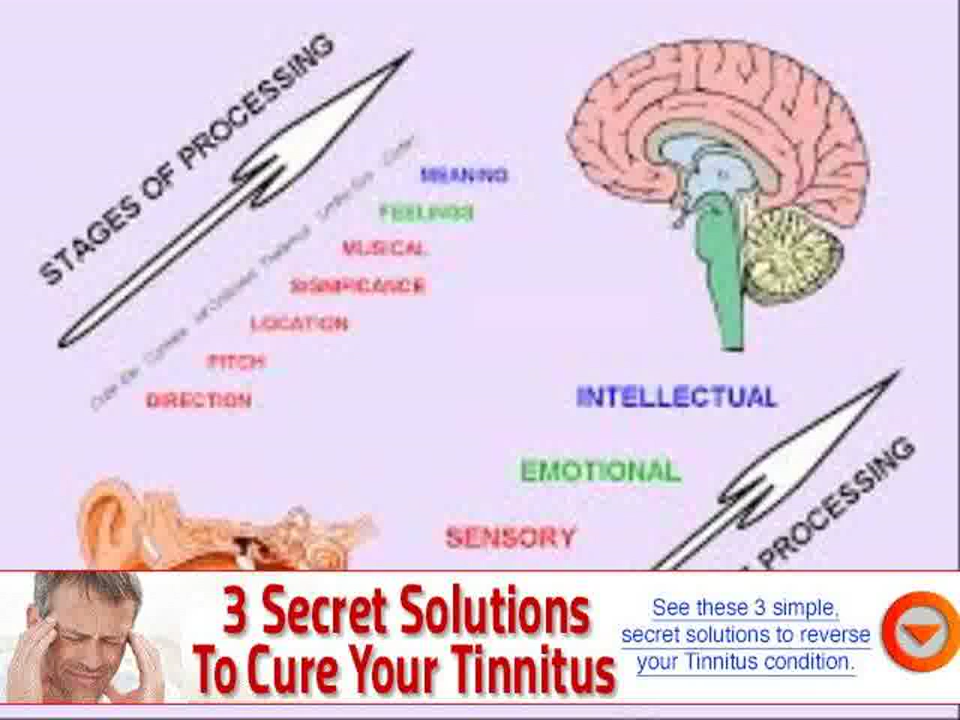 STAGES OF PROCESSING
MEANING
FEELINGS
MUSICAL
SIGNIFICANCE
LOCATION
PITCH
DIRECTION
INTELLECTUAL
EMOTIONAL
SENSORY
PROCESSING
3 Secret Solutions
To Cure Your Tinnitus
See these 3 simple,
secret solutions to reverse
your Tinnitus condition.